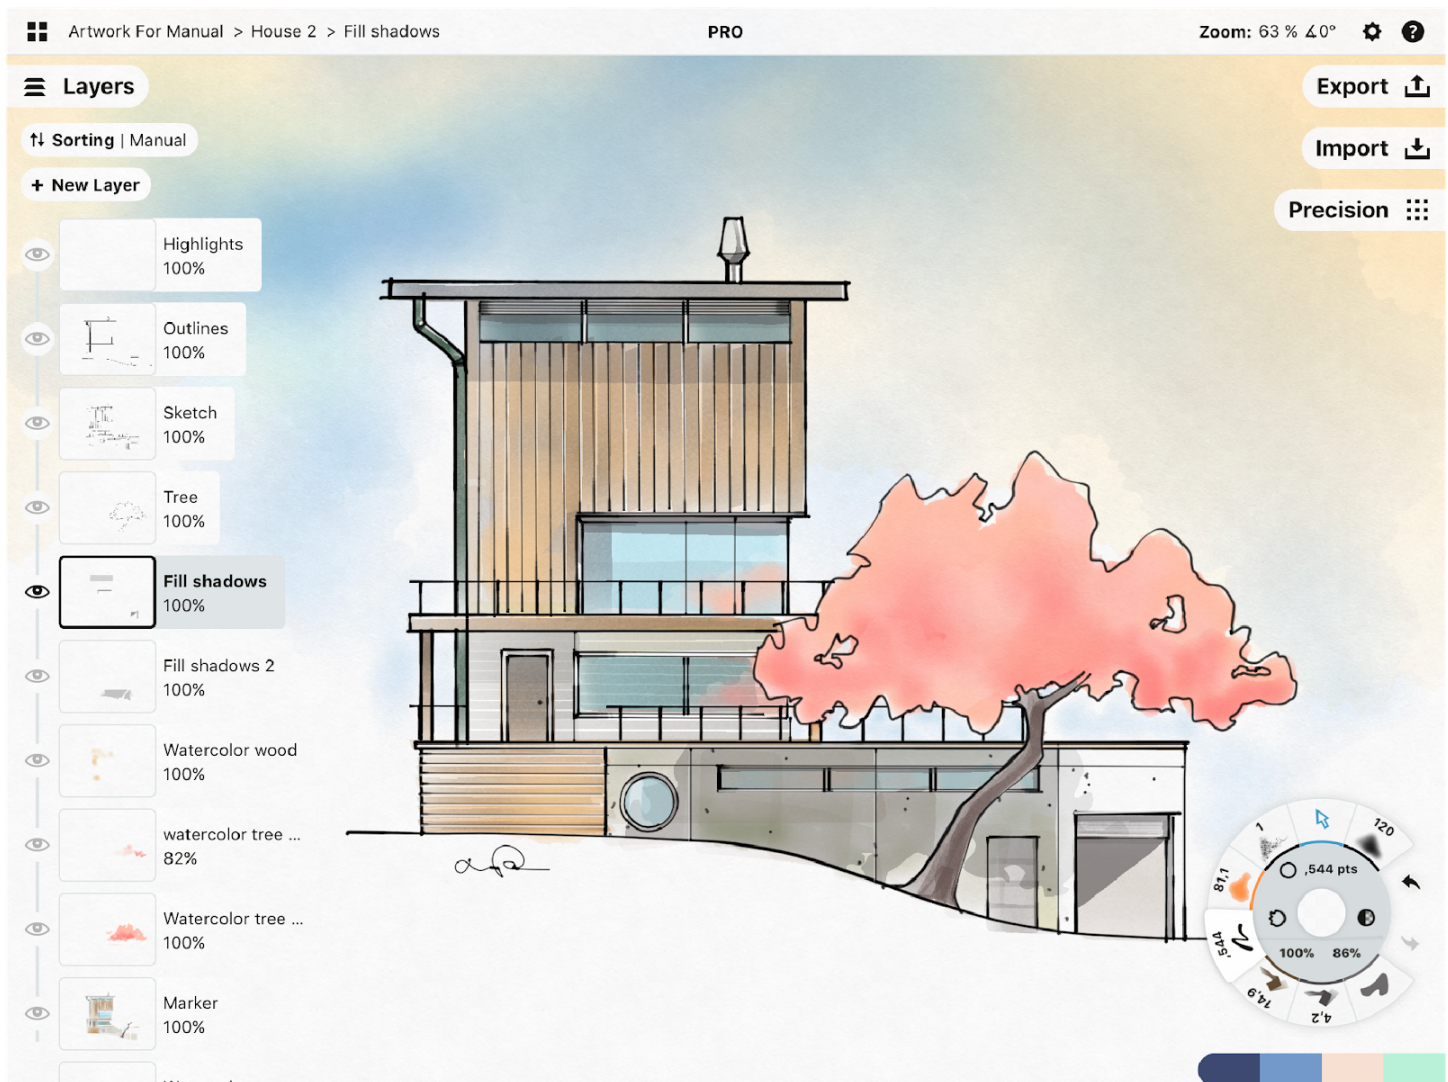 Artwork For Manual > House 2 > Fill shadows
PRO
Zoom: 63 % ∡0°
Layers
Export
Sorting | Manual
Import
+ New Layer
Precision
Highlights
100%
Outlines
100%
Sketch
100%
Tree
100%
Fill shadows
100%
Fill shadows 2
100%
Watercolor wood
100%
watercolor tree ...
82%
Watercolor tree ...
100%
Marker
100%
1
120
81,1
,544 pts
,544
100%
86%
14,9
4,2